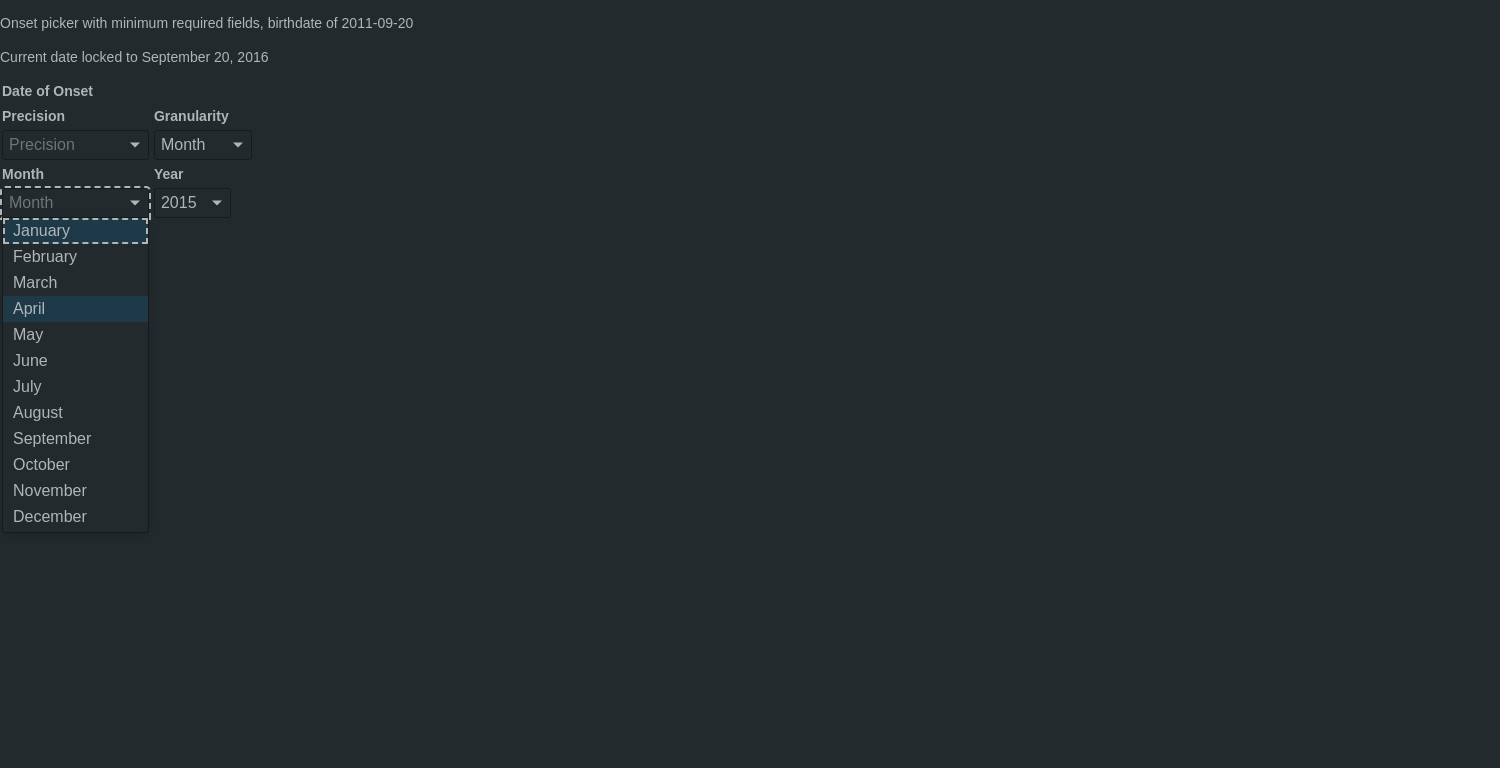 Onset picker with minimum required fields, birthdate of 2011-09-20
Current date locked to September 20, 2016
Date of Onset
Precision Granularity
Precision Month
Month Year
Month 2015
January
February
March
April
May
June
July
August
September
October
November
December